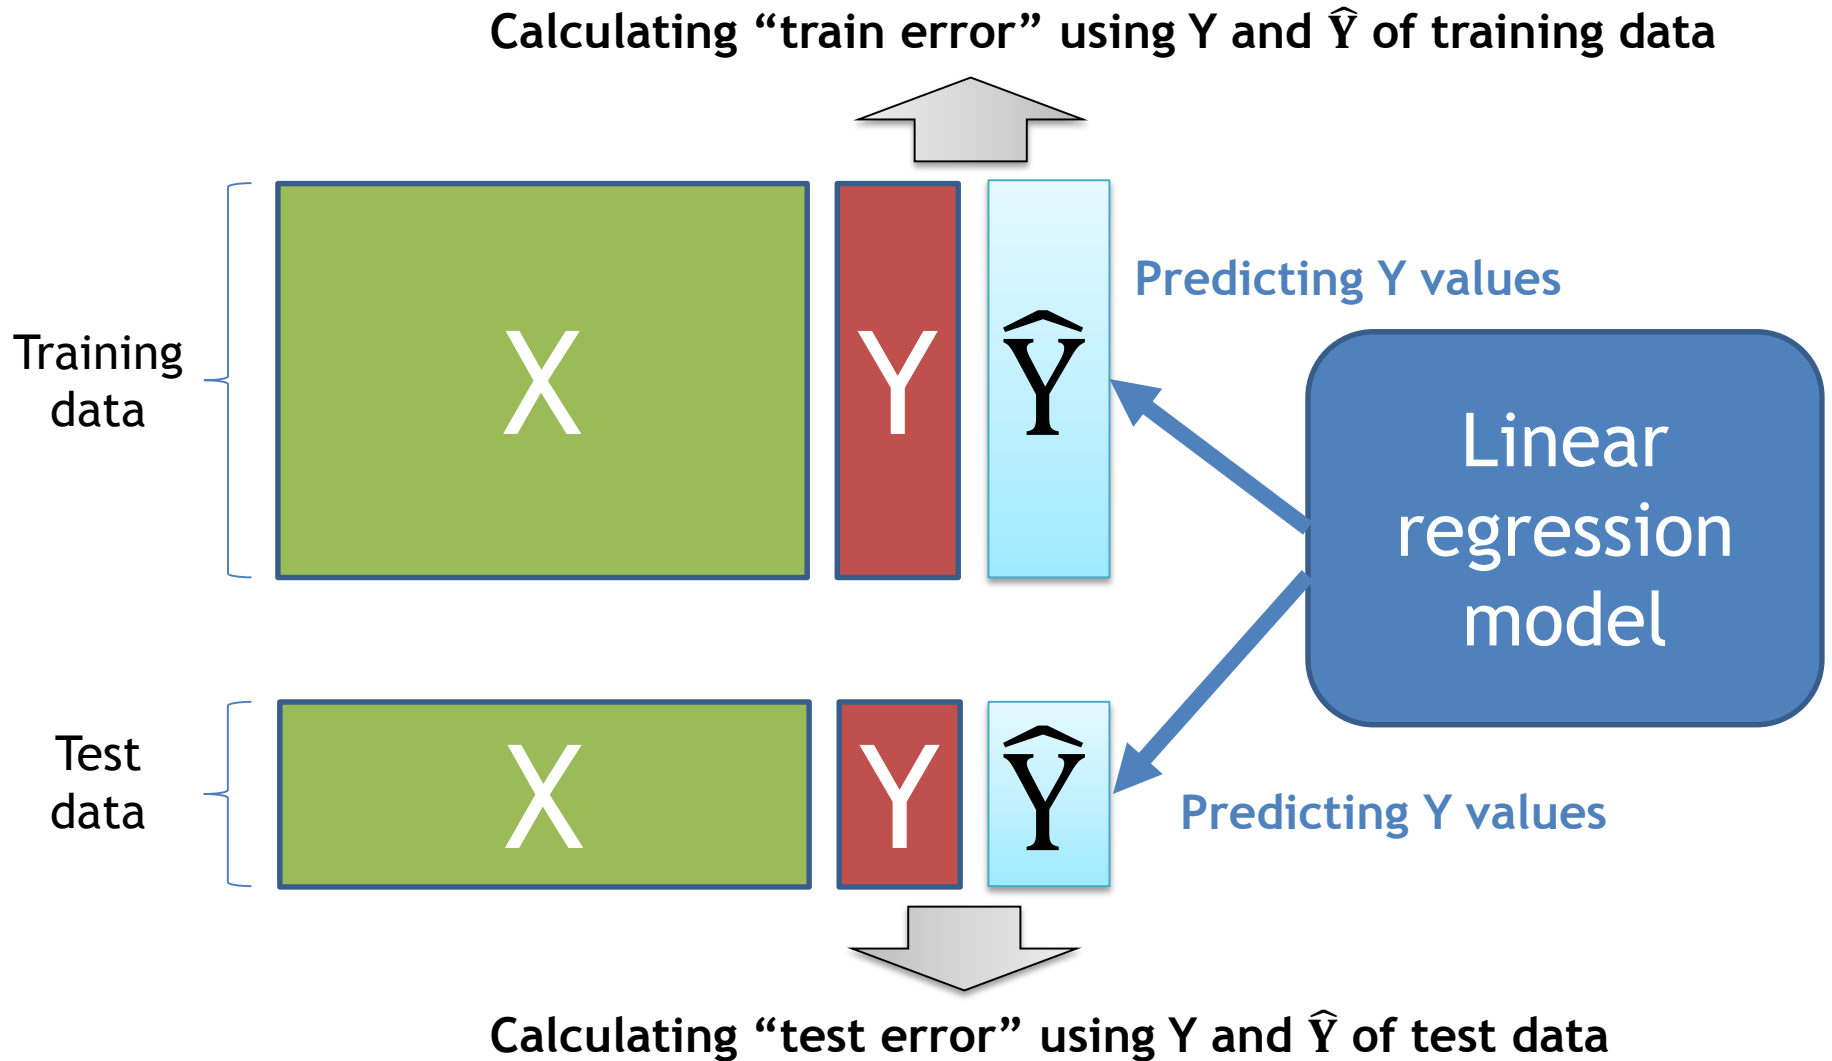 Calculating “train error” using Y and Ŷ of training data
Predicting Y values
Training
data
X
Y
Ŷ
Linear
regression
model
Test
data
X
Y
Ŷ
Predicting Y values
Calculating “test error” using Y and Ŷ of test data